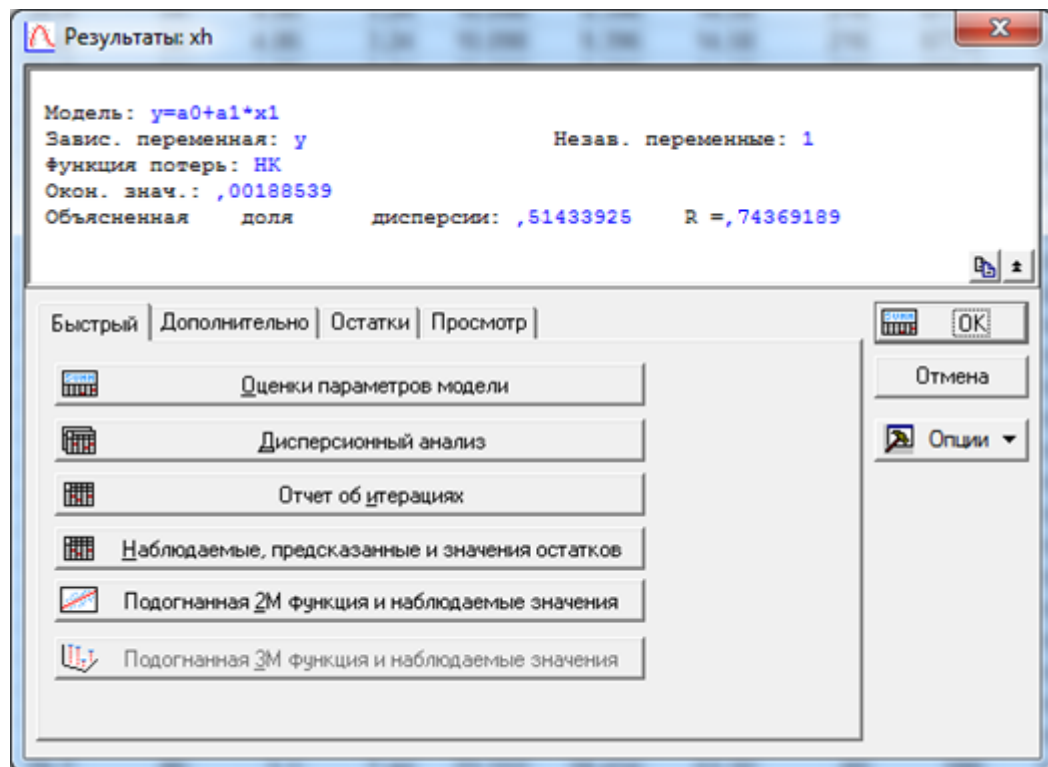 Результаты: xh
Модель: y=a0+a1*x1
Завис. переменная: y Незав. переменные: 1
Функция потерь: НК
Окон. знач.: ,00188539
Объясненная доля дисперсии: ,51433925 R =,74369189
Быстрый Дополнительно Остатки Просмотр
OK
Оценки параметров модели
Отмена
Дисперсионный анализ
Опции
Отчет об итерациях
Наблюдаемые, предсказанные и значения остатков
Подогнанная 2М функция и наблюдаемые значения
Подогнанная 3М функция и наблюдаемые значения